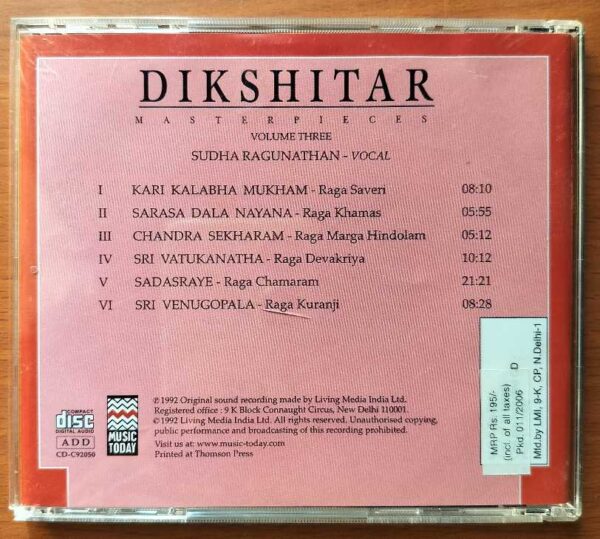 DIKSHITAR
MASTERPIECES
VOLUME THREE
SUDHA RAGUNATHAN - VOCAL
I KARI KALABHA MUKHAM - Raga Saveri 08:10
II SARASA DALA NAYANA - Raga Khamas 05:55
III CHANDRA SEKHARAM - Raga Marga Hindolam 05:12
IV SRI VATUKANATHA - Raga Devakriya 10:12
V SADASRAYE - Raga Chamaram 21:21
VI SRI VENUGOPALA - Raga Kuranji 08:28
COMPACT
disc
DIGITAL AUDIO
ADD
CD-C92050
MUSIC
TODAY
℗ 1992 Original sound recording made by Living Media India Ltd.
Registered office : 9 K Block Connaught Circus, New Delhi 110001.
©1992 Living Media India Ltd. All rights reserved. Unauthorised copying,
public performance and broadcasting of this recording prohibited.
Visit us at: www.music-today.com
Printed at Thomson Press
MRP Rs. 195/-
(incl. of all taxes) D
Pkd. 011/2006
Mfd.by LMI, 9-K, CP, N.Delhi-1